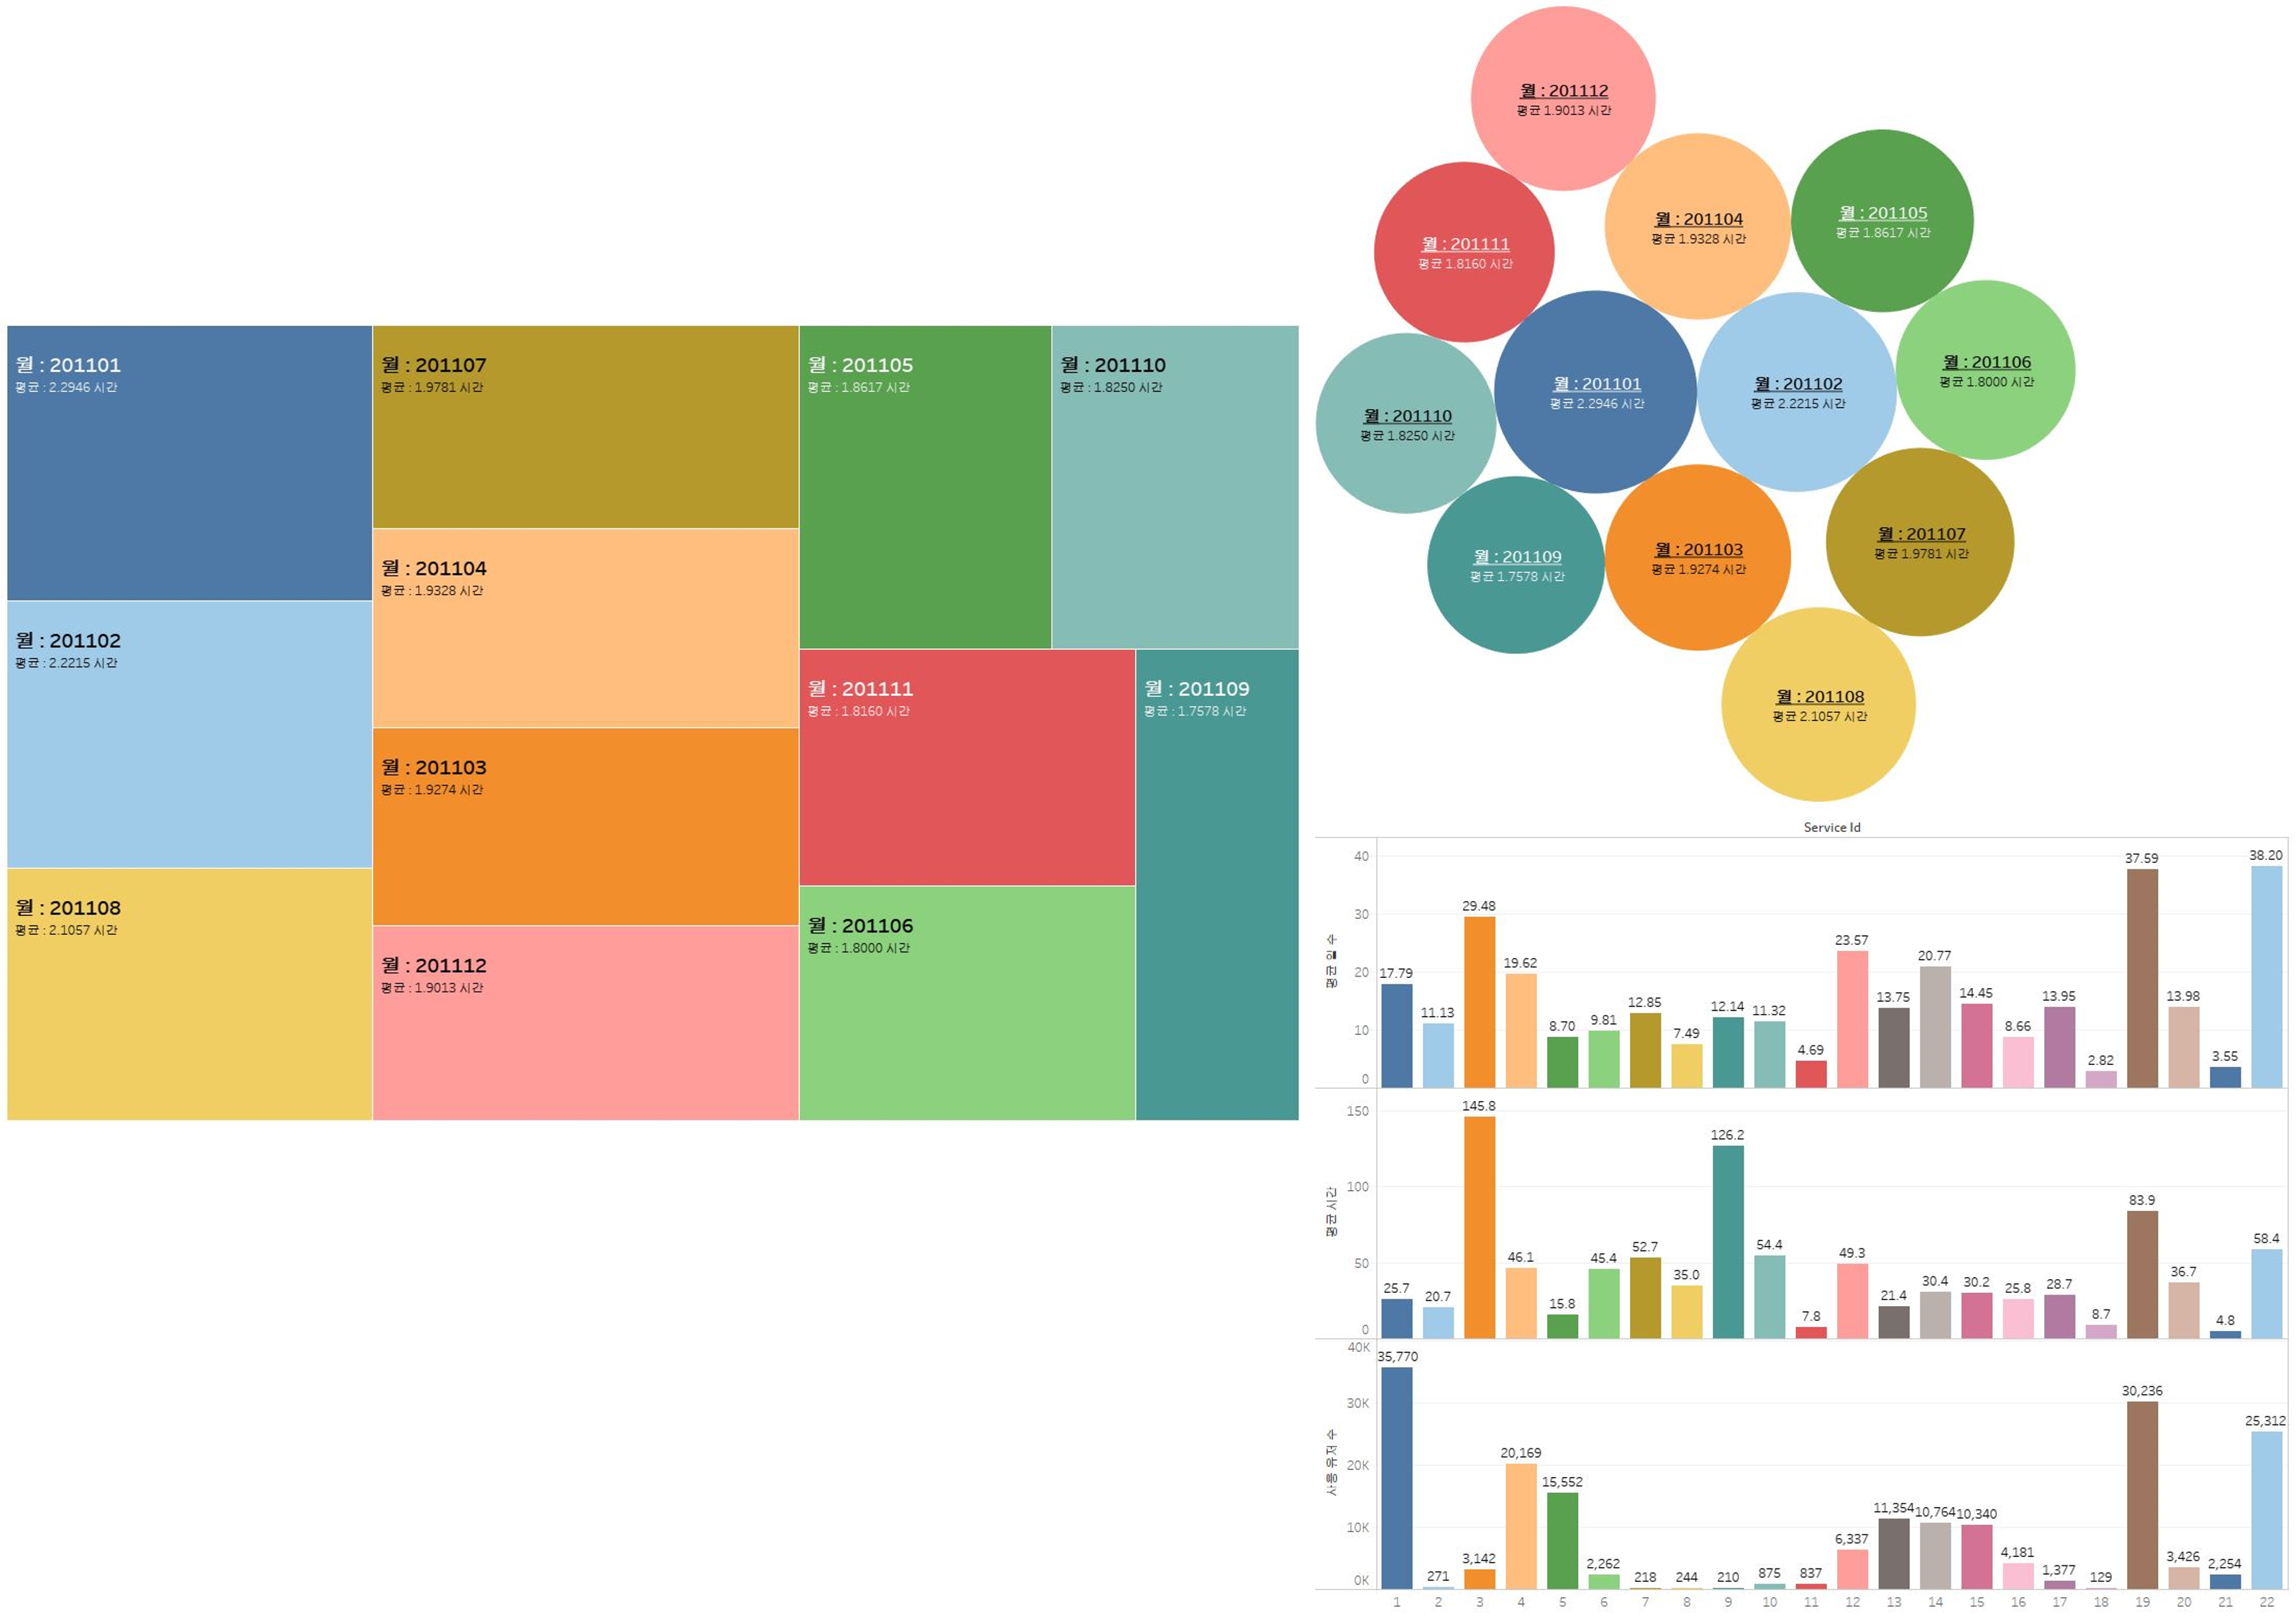 월 : 201101
평균 : 2.2946 시간
월 : 201102
평균 : 2.2215 시간
월 : 201108
평균 : 2.1057 시간
월 : 201107
평균 : 1.9781 시간
월 : 201104
평균 : 1.9328 시간
월 : 201103
평균 : 1.9274 시간
월 : 201112
평균 : 1.9013 시간
월 : 201105
평균 : 1.8617 시간
월 : 201110
평균 : 1.8250 시간
월 : 201111
평균 : 1.8160 시간
월 : 201109
평균 : 1.7578 시간
월 : 201106
평균 : 1.8000 시간
월 : 201112
평균 1.9013 시간
월 : 201104
평균 1.9328 시간
월 : 201105
평균 1.8617 시간
월 : 201111
평균 1.8160 시간
월 : 201101
평균 2.2946 시간
월 : 201102
평균 2.2215 시간
월 : 201106
평균 1.8000 시간
월 : 201110
평균 1.8250 시간
월 : 201109
평균 1.7578 시간
월 : 201103
평균 1.9274 시간
월 : 201107
평균 1.9781 시간
월 : 201108
평균 2.1057 시간
Service Id
평균 일 수
40
30
20
10
0
17.79 11.13 29.48 19.62 8.70 9.81 12.85 7.49 12.14 11.32 4.69 23.57 13.75 20.77 14.45 8.66 13.95 2.82 37.59 13.98 3.55 38.20
평균 시간
150
100
50
0
25.7 20.7 145.8 46.1 15.8 45.4 52.7 35.0 126.2 54.4 7.8 49.3 21.4 30.4 30.2 25.8 28.7 8.7 83.9 36.7 4.8 58.4
사용 유저 수
40K
30K
20K
10K
0K
35,770 271 3,142 20,169 15,552 2,262 218 244 210 875 837 6,337 11,354 10,764 10,340 4,181 1,377 129 30,236 3,426 2,254 25,312
1 2 3 4 5 6 7 8 9 10 11 12 13 14 15 16 17 18 19 20 21 22